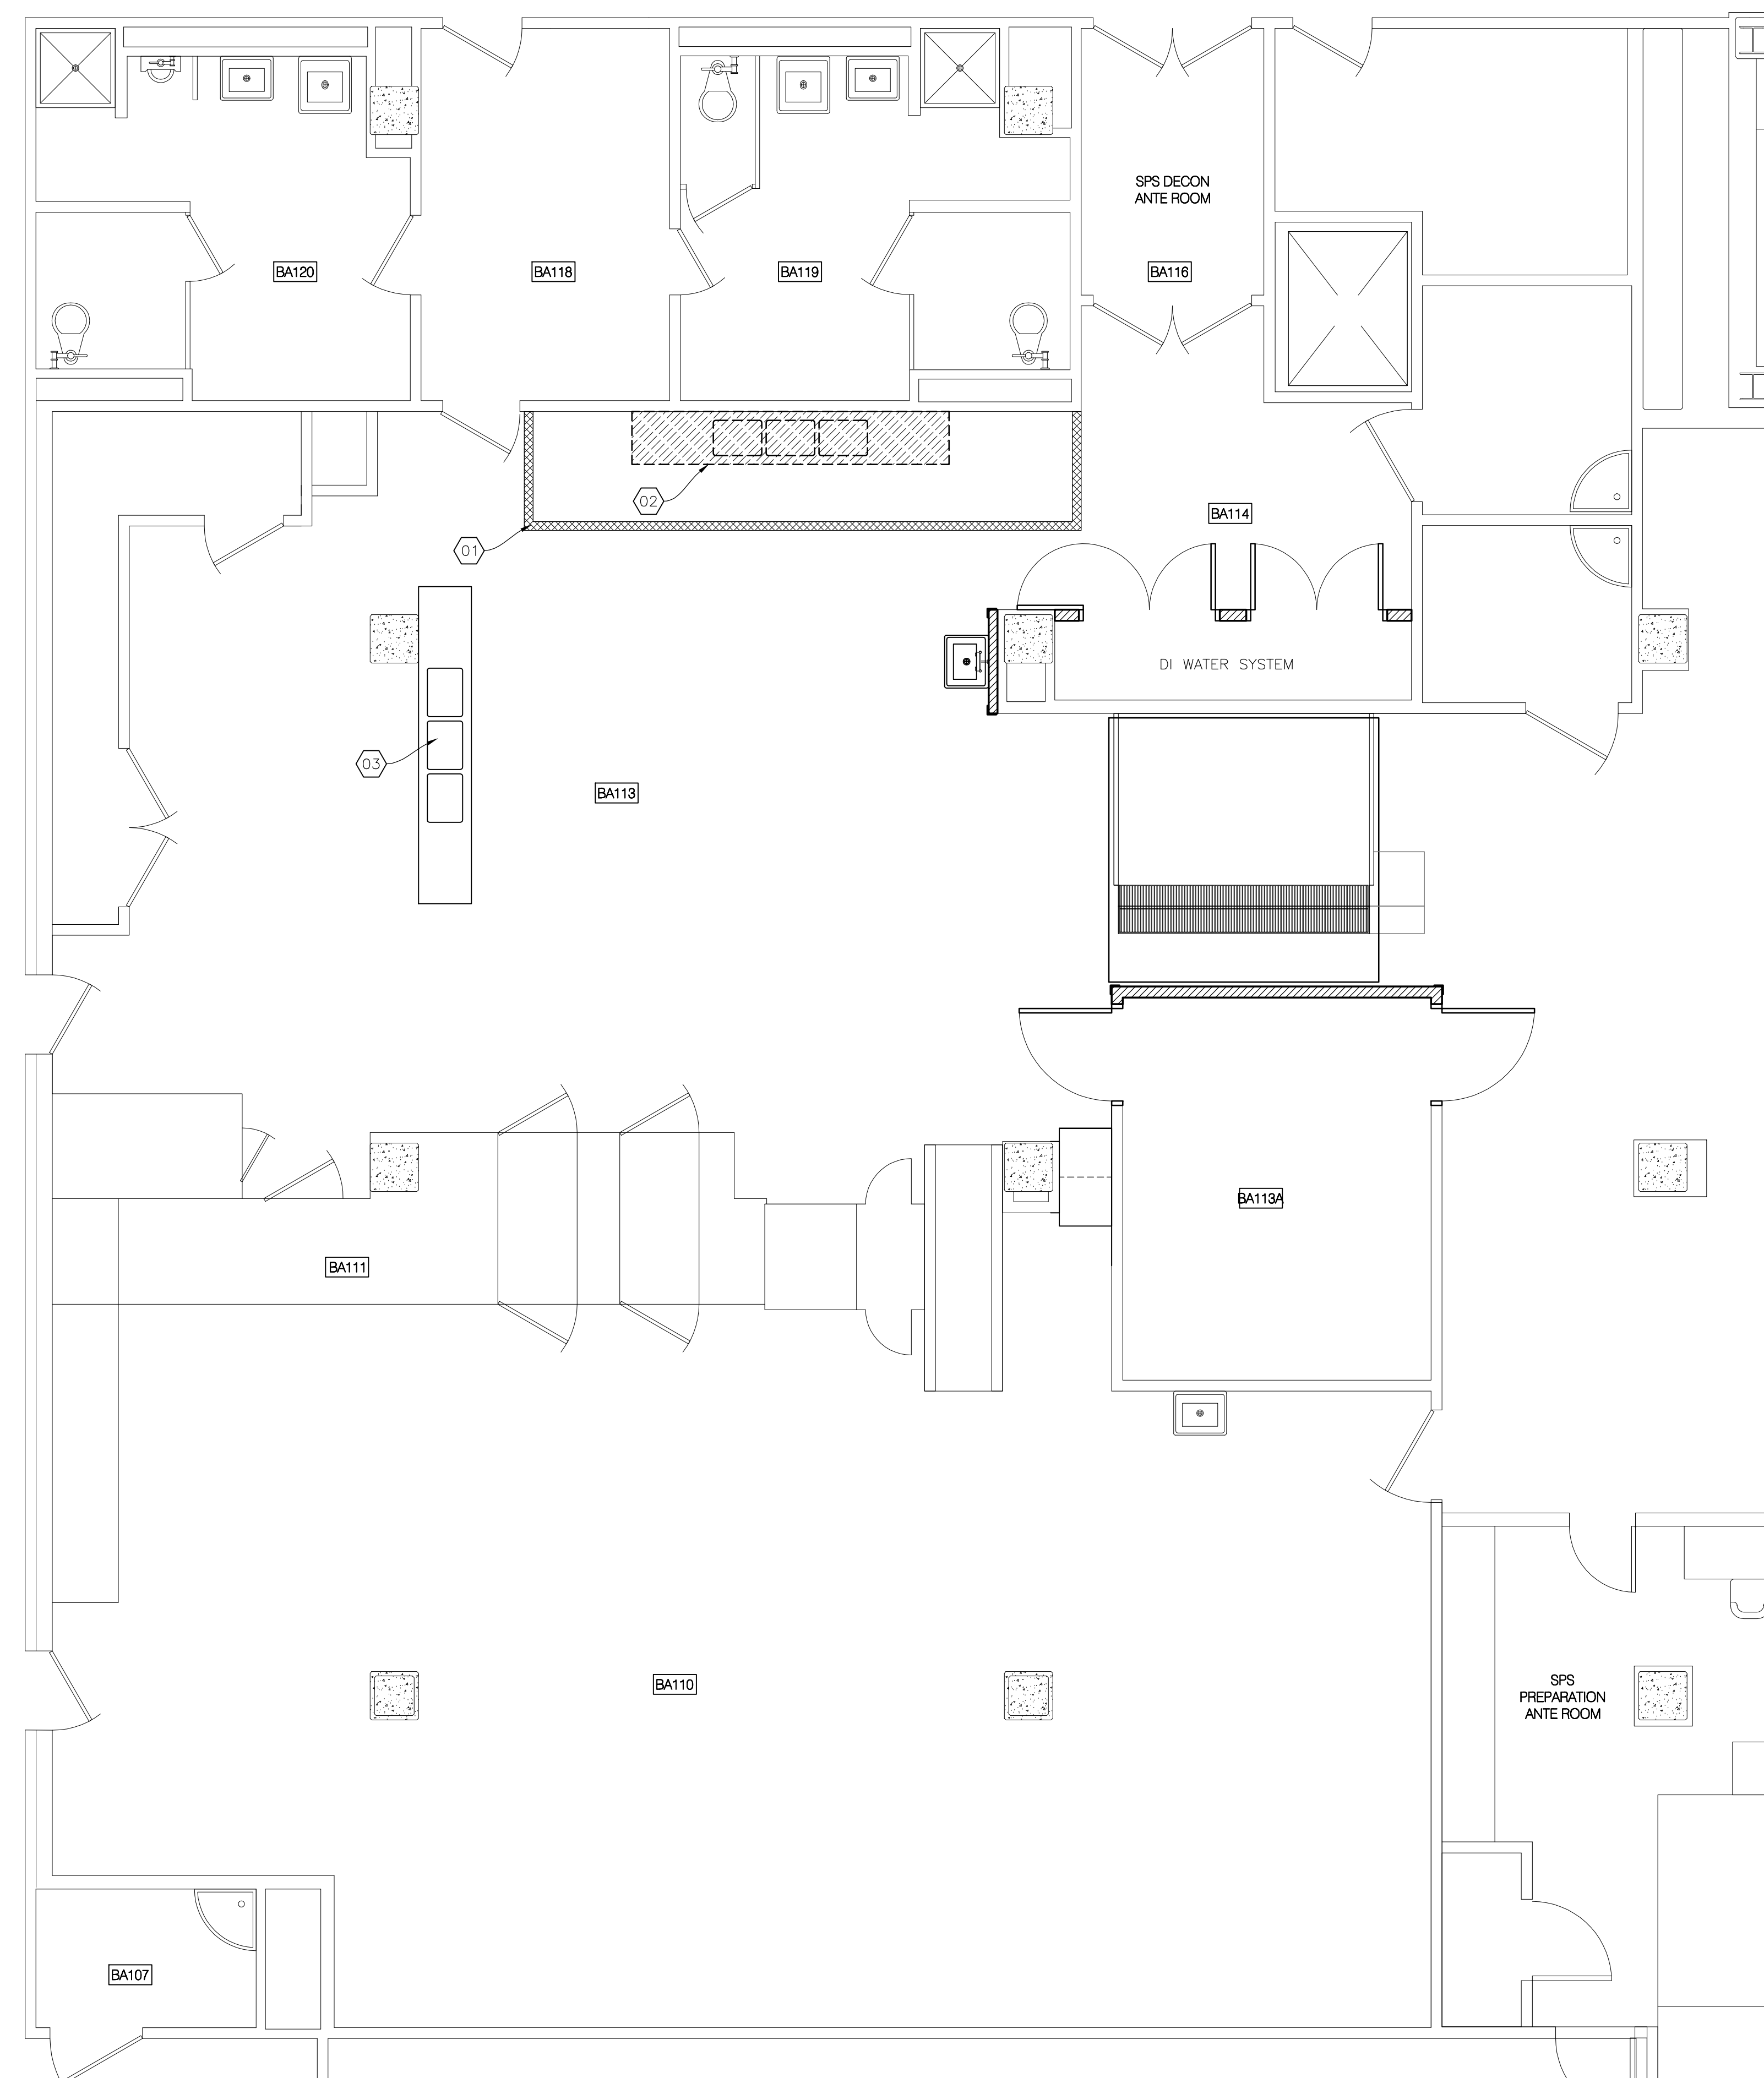 SPS DECON
ANTE ROOM
BA120
BA118
BA119
BA116
02
01
BA114
DI WATER SYSTEM
03
BA113
BA113A
BA111
BA110
SPS
PREPARATION
ANTE ROOM
BA107